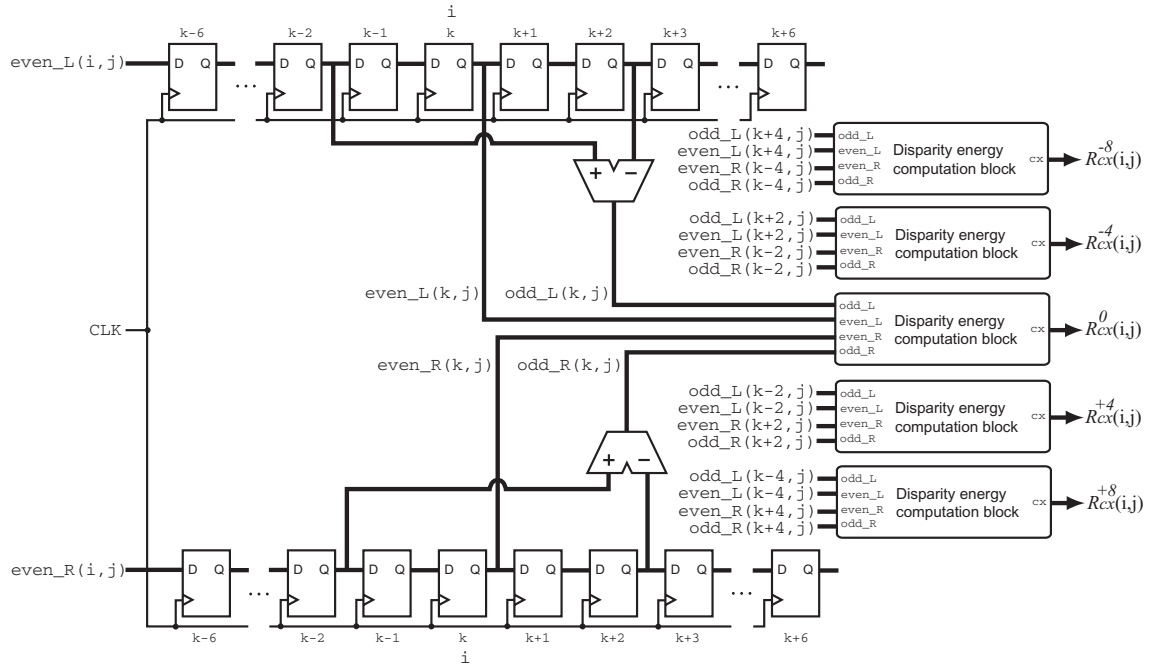 i
k-6 k-2 k-1 k k+1 k+2 k+3 k+6
even_L(i,j) D Q ... D Q D Q D Q D Q D Q D Q ... D Q
+ −
odd_L(k+4,j) odd_L
even_L(k+4,j) even_L
even_R(k-4,j) even_R
odd_R(k-4,j) odd_R
Disparity energy
computation block
cx
Rcx-8(i,j)
odd_L(k+2,j) odd_L
even_L(k+2,j) even_L
even_R(k-2,j) even_R
odd_R(k-2,j) odd_R
Disparity energy
computation block
cx
Rcx-4(i,j)
even_L(k,j) odd_L(k,j)
CLK
even_R(k,j) odd_R(k,j)
odd_L
even_L
even_R
odd_R
Disparity energy
computation block
cx
Rcx0(i,j)
odd_L(k-2,j) odd_L
even_L(k-2,j) even_L
even_R(k+2,j) even_R
odd_R(k+2,j) odd_R
Disparity energy
computation block
cx
Rcx+4(i,j)
+ −
odd_L(k-4,j) odd_L
even_L(k-4,j) even_L
even_R(k+4,j) even_R
odd_R(k+4,j) odd_R
Disparity energy
computation block
cx
Rcx+8(i,j)
even_R(i,j) D Q ... D Q D Q D Q D Q D Q D Q ... D Q
k-6 k-2 k-1 k k+1 k+2 k+3 k+6
i